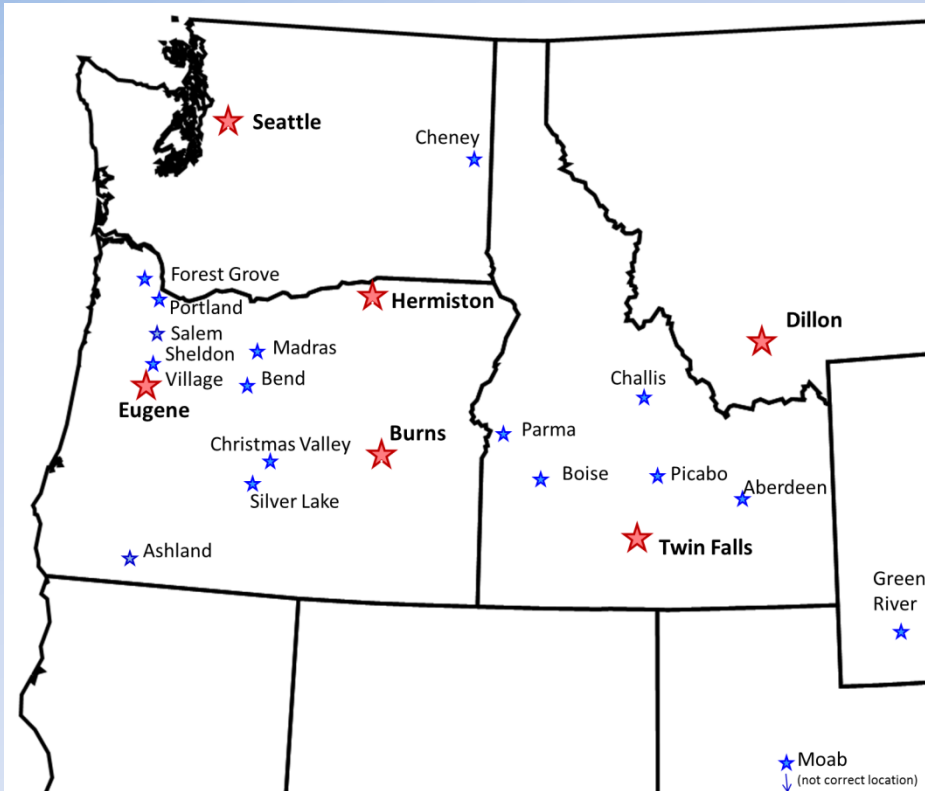 Seattle
Cheney
Forest Grove
Portland
Hermiston
Salem
Dillon
Sheldon
Village
Madras
Bend
Challis
Eugene
Burns
Parma
Christmas Valley
Boise
Picabo
Aberdeen
Silver Lake
Ashland
Twin Falls
Green
River
Moab
(not correct location)